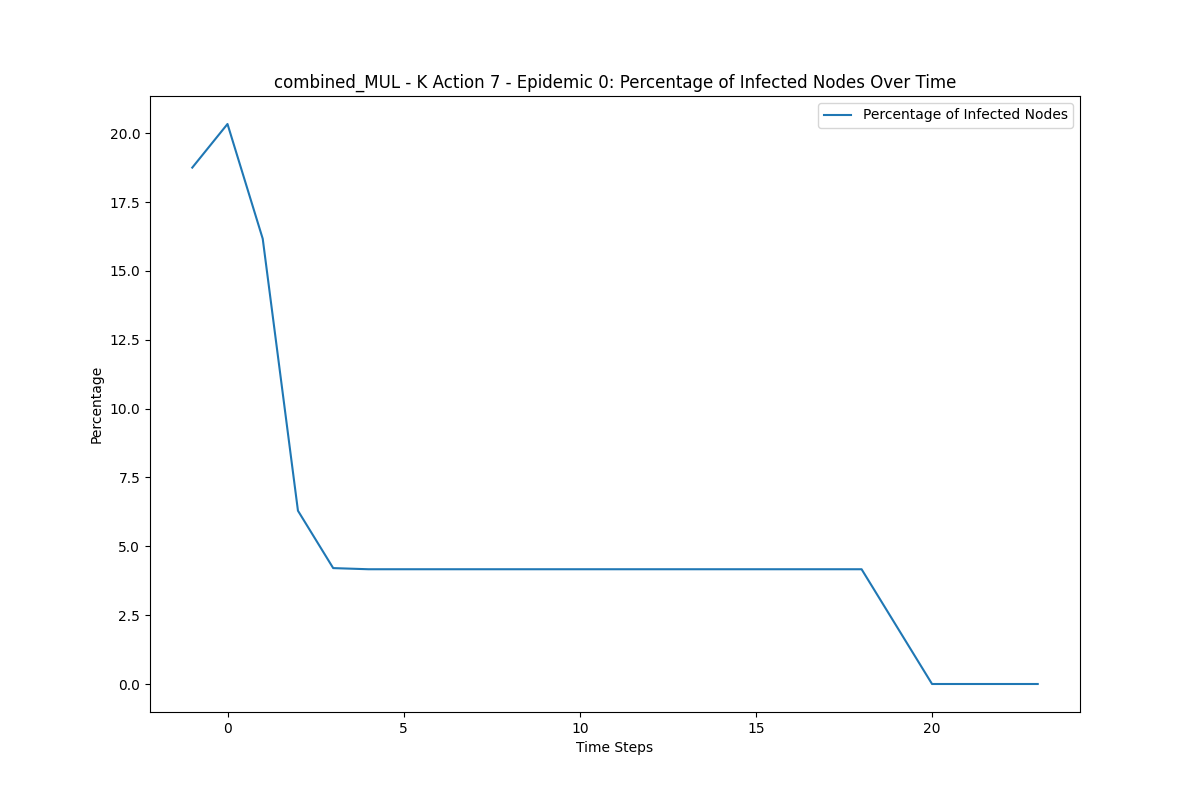 combined_MUL - K Action 7 - Epidemic 0: Percentage of Infected Nodes Over Time
Percentage of Infected Nodes
20.0
17.5
15.0
12.5
10.0
7.5
5.0
2.5
0.0
Percentage
0 5 10 15 20
Time Steps